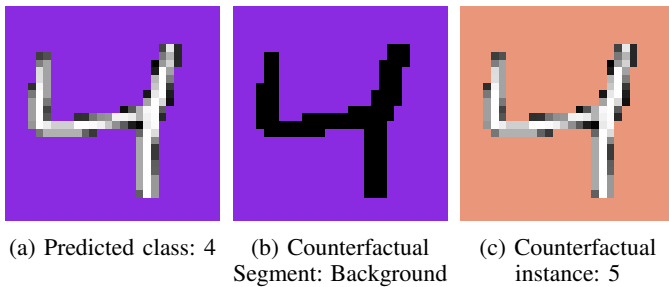 (a) Predicted class: 4
(b) Counterfactual
Segment: Background
(c) Counterfactual
instance: 5